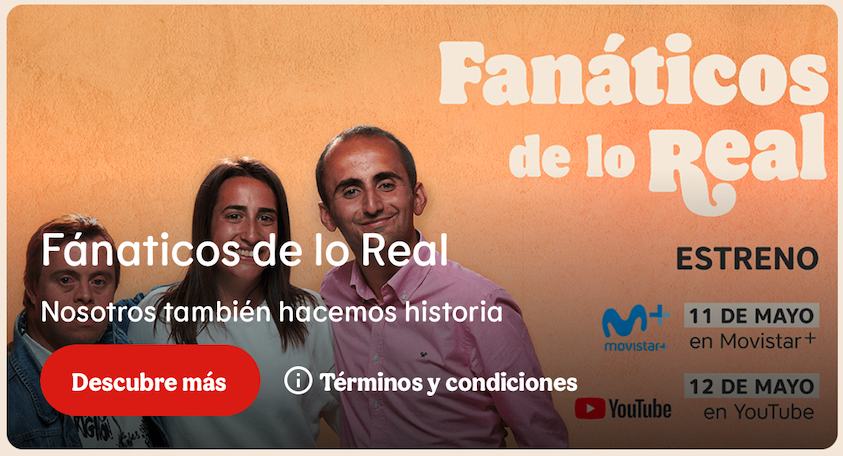 Fanáticos
de lo Real
Fánaticos de lo Real
Nosotros también hacemos historia
Descubre más
Términos y condiciones
ESTRENO
M+
movistar+
11 DE MAYO
en Movistar+
YouTube
12 DE MAYO
en YouTube